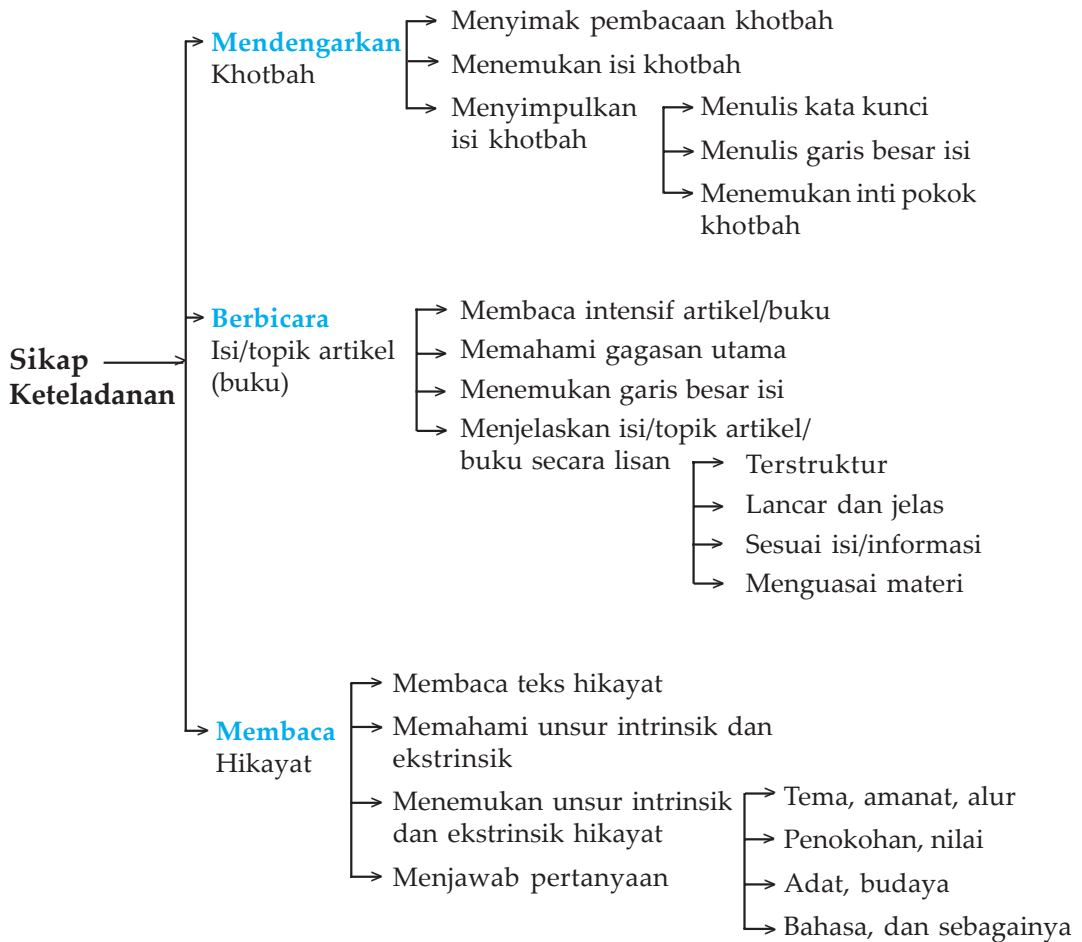 Sikap
Keteladanan
Mendengarkan
Khotbah
Menyimak pembacaan khotbah
Menemukan isi khotbah
Menyimpulkan
isi khotbah
Menulis kata kunci
Menulis garis besar isi
Menemukan inti pokok
khotbah
Berbicara
Isi/topik artikel
(buku)
Membaca intensif artikel/buku
Memahami gagasan utama
Menemukan garis besar isi
Menjelaskan isi/topik artikel/
buku secara lisan
Terstruktur
Lancar dan jelas
Sesuai isi/informasi
Menguasai materi
Membaca
Hikayat
Membaca teks hikayat
Memahami unsur intrinsik dan
ekstrinsik
Menemukan unsur intrinsik
dan ekstrinsik hikayat
Menjawab pertanyaan
Tema, amanat, alur
Penokohan, nilai
Adat, budaya
Bahasa, dan sebagainya